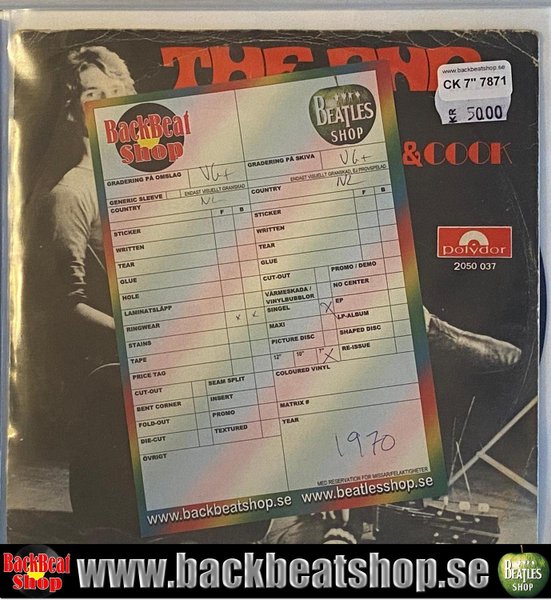 THE END
www.backbeatshop.se
CK 7" 7871
KR 5000
&COOK
polydor
2050 037
BackBeat
Shop
BEATLES
SHOP
GRADERING PÅ OMSLAG VG+
GENERIC SLEEVE ENDAST VISUELLT GRANSKAD
COUNTRY NL
F B
STICKER
WRITTEN
TEAR
GLUE
HOLE
LAMINATSLÄPP
RINGWEAR x x
STAINS
TAPE
PRICE TAG
CUT-OUT SEAM SPLIT
BENT CORNER INSERT
FOLD-OUT PROMO
DIE-CUT TEXTURED
ÖVRIGT
GRADERING PÅ SKIVA VG+
ENDAST VISUELLT GRANSKAD, EJ PROVSPELAD
COUNTRY NL
F B
STICKER
WRITTEN
TEAR
GLUE
CUT-OUT PROMO / DEMO
VÄRMESKADA / VINYLBUBBLOR NO CENTER
SINGEL X EP
MAXI LP-ALBUM
PICTURE DISC SHAPED DISC
12" 10" 7" X RE-ISSUE
COLOURED VINYL
MATRIX #
YEAR
1970
MED RESERVATION FÖR MISSAR/FELAKTIGHETER
www.backbeatshop.se www.beatlesshop.se
BackBeat
Shop
www.backbeatshop.se
BEATLES
SHOP